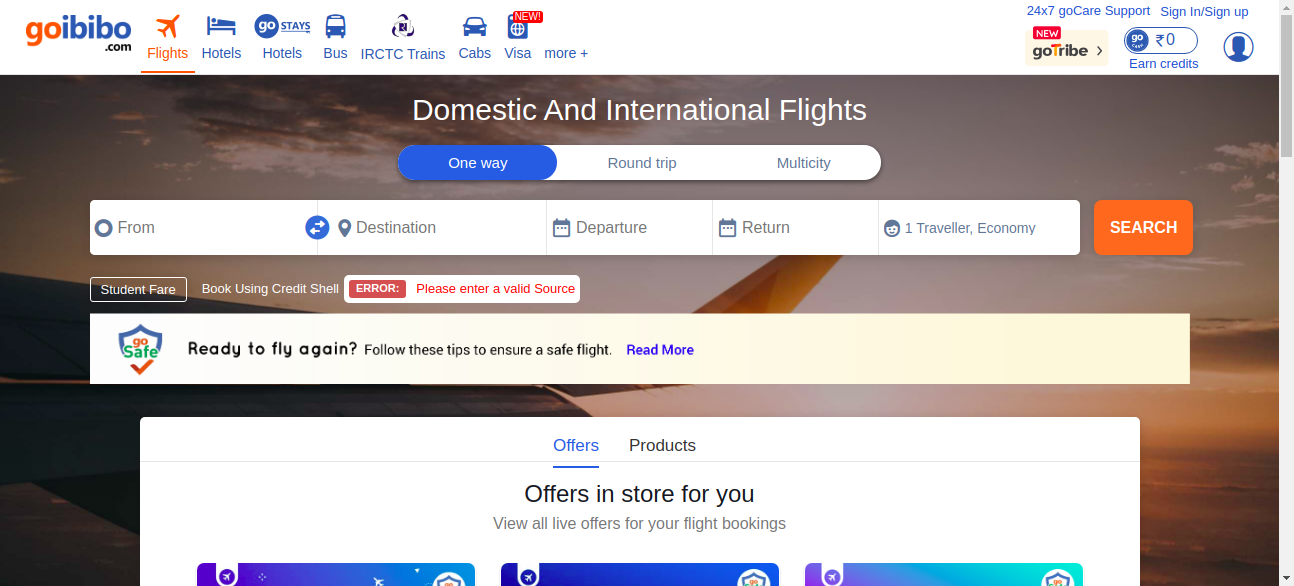 goibibo
.com
Flights
Hotels
go STAYS
Hotels
Bus
IRCTC Trains
Cabs
NEW!
Visa
more +
24x7 goCare Support
Sign In/Sign up
NEW
goTribe
go
₹0
Earn credits
Domestic And International Flights
One way
Round trip
Multicity
From
Destination
Departure
Return
1 Traveller, Economy
SEARCH
Student Fare
Book Using Credit Shell
ERROR:
Please enter a valid Source
go
Safe
Ready to fly again? Follow these tips to ensure a safe flight. Read More
Offers
Products
Offers in store for you
View all live offers for your flight bookings